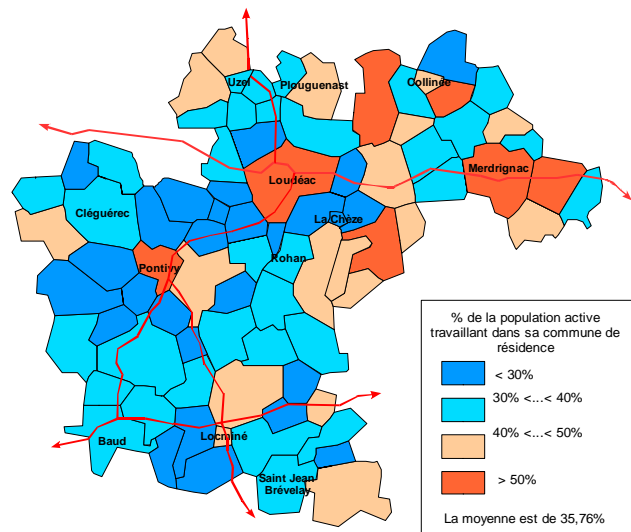 Uzel
Plouguenast
Collinée
Loudéac
Merdrignac
Cléguérec
La Chèze
Rohan
Pontivy
Baud
Locminé
Saint Jean
Brévelay
% de la population active
travaillant dans sa commune de
résidence
< 30%
30% <...< 40%
40% <...< 50%
> 50%
La moyenne est de 35,76%